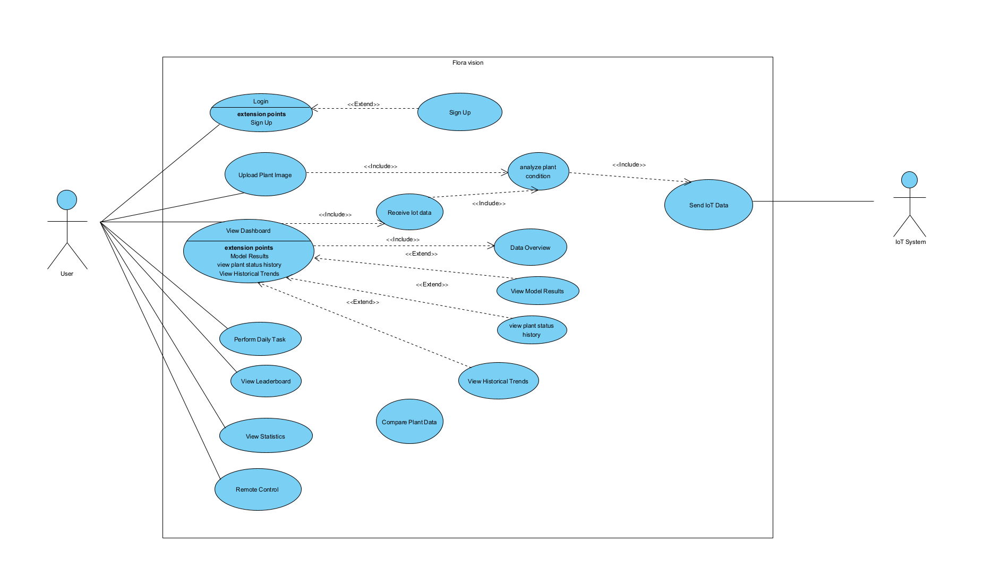 Flora vision
Login
extension points
Sign Up
<<Extend>>
Sign Up
Upload Plant Image
<<Include>>
analyze plant
condition
<<Include>>
Send IoT Data
Receive Iot data
<<Include>>
<<Include>>
View Dashboard
extension points
Model Results
view plant status history
View Historical Trends
<<Include>>
Data Overview
<<Extend>>
View Model Results
<<Extend>>
view plant status
history
<<Extend>>
View Historical Trends
Perform Daily Task
View Leaderboard
Compare Plant Data
View Statistics
Remote Control
User
IoT System